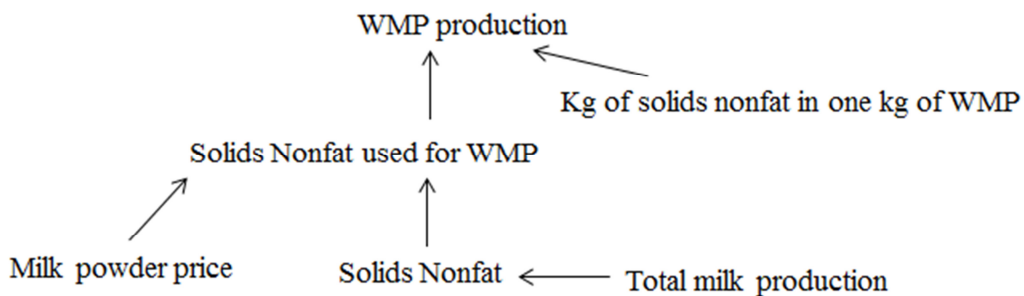 WMP production
Kg of solids nonfat in one kg of WMP
Solids Nonfat used for WMP
Milk powder price
Solids Nonfat
Total milk production